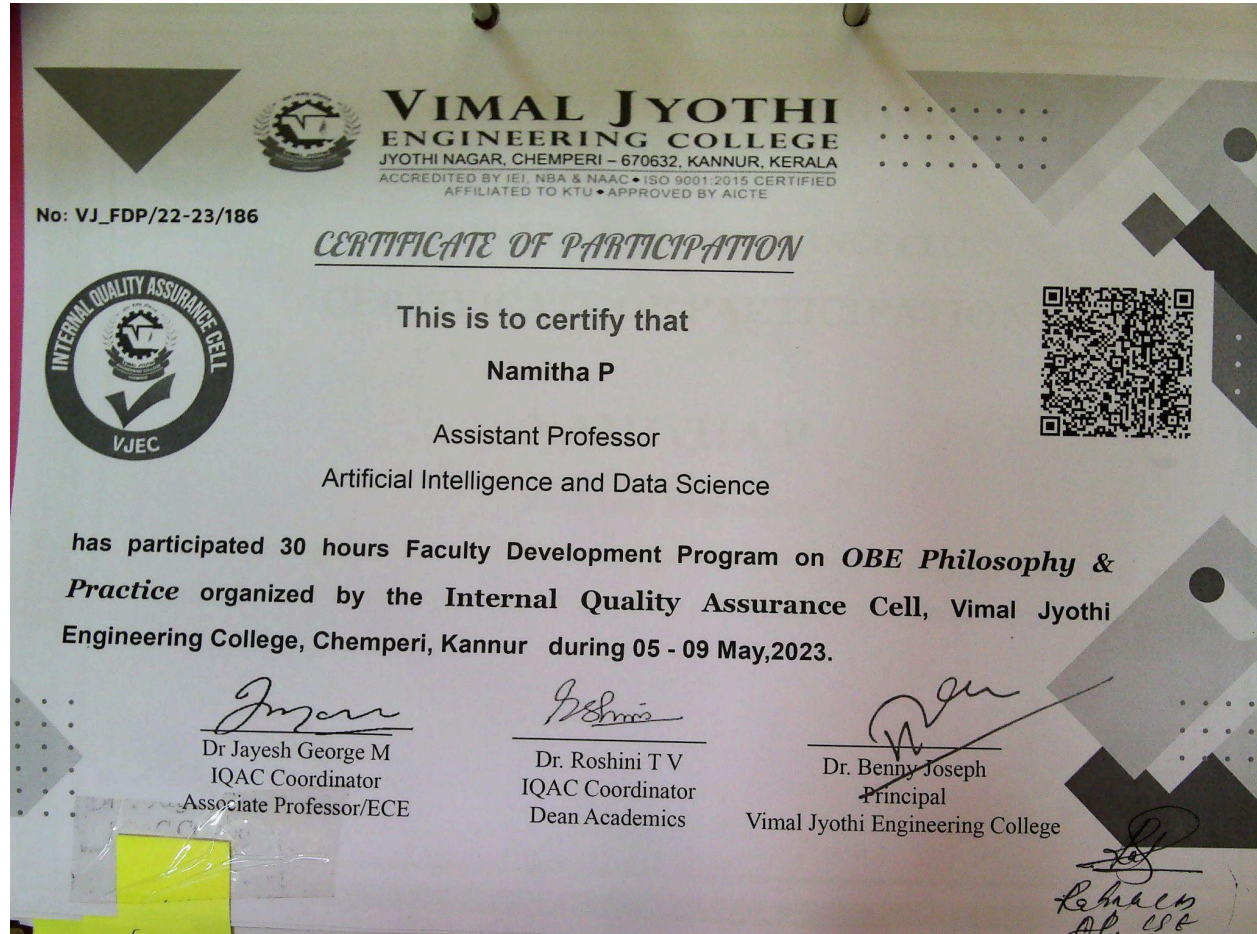 VIMAL JYOTHI
ENGINEERING COLLEGE
JYOTHI NAGAR, CHEMPERI – 670632, KANNUR, KERALA
ACCREDITED BY IEI, NBA & NAAC • ISO 9001:2015 CERTIFIED
AFFILIATED TO KTU • APPROVED BY AICTE
No: VJ_FDP/22-23/186
CERTIFICATE OF PARTICIPATION
INTERNAL QUALITY ASSURANCE CELL
VJEC
This is to certify that
Namitha P
Assistant Professor
Artificial Intelligence and Data Science
has participated 30 hours Faculty Development Program on OBE Philosophy &
Practice organized by the Internal Quality Assurance Cell, Vimal Jyothi
Engineering College, Chemperi, Kannur during 05 - 09 May,2023.
Dr Jayesh George M
IQAC Coordinator
Associate Professor/ECE
Dr. Roshini T V
IQAC Coordinator
Dean Academics
Dr. Benny Joseph
Principal
Vimal Jyothi Engineering College
AP, CSE